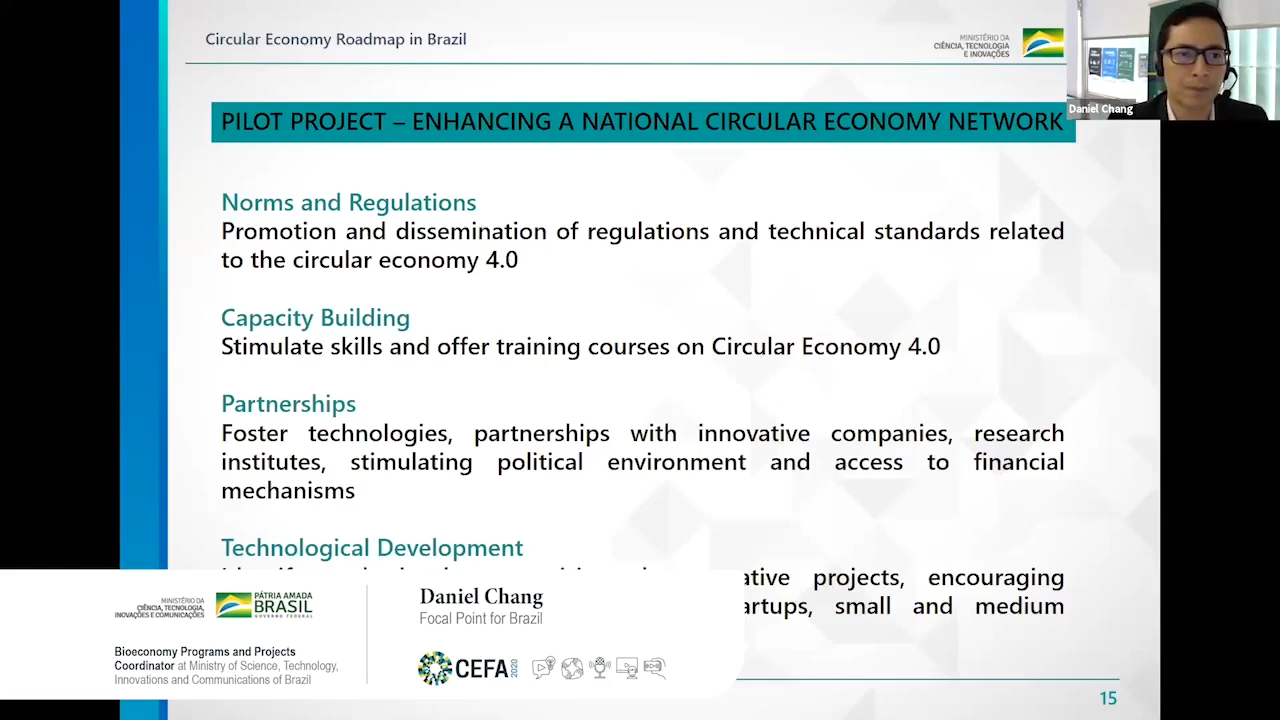 Circular Economy Roadmap in Brazil
MINISTÉRIO DA
CIÊNCIA, TECNOLOGIA
E INOVAÇÕES
Daniel Chang
PILOT PROJECT – ENHANCING A NATIONAL CIRCULAR ECONOMY NETWORK
Norms and Regulations
Promotion and dissemination of regulations and technical standards related
to the circular economy 4.0
Capacity Building
Stimulate skills and offer training courses on Circular Economy 4.0
Partnerships
Foster technologies, partnerships with innovative companies, research
institutes, stimulating political environment and access to financial
mechanisms
Technological Development
projects, encouraging
small and medium
MINISTÉRIO DA
CIÊNCIA, TECNOLOGIA,
INOVAÇÕES E COMUNICAÇÕES
PÁTRIA AMADA
BRASIL
GOVERNO FEDERAL
Bioeconomy Programs and Projects
Coordinator at Ministry of Science, Technology,
Innovations and Communications of Brazil
Daniel Chang
Focal Point for Brazil
CEFA 2020
15